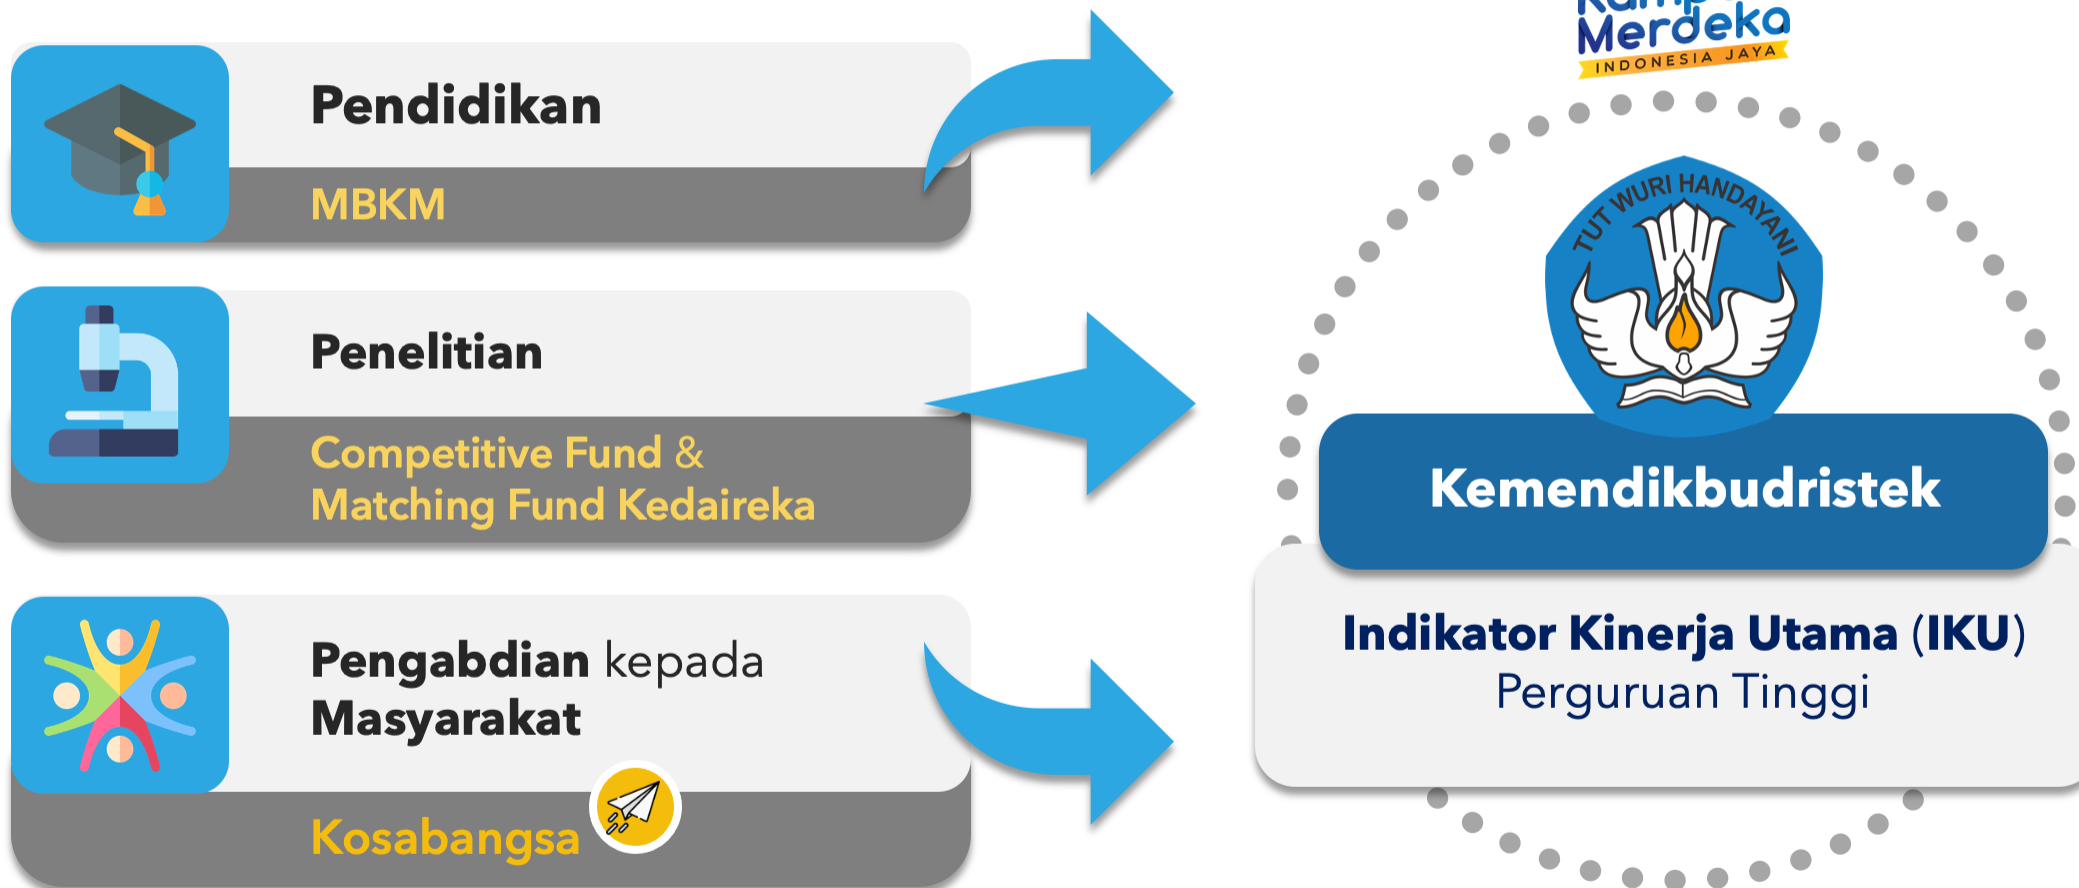 Pendidikan
MBKM
Penelitian
Competitive Fund &
Matching Fund Kedaireka
Pengabdian kepada
Masyarakat
Kosabangsa
Merdeka
INDONESIA JAYA
TUT WURI HANDAYANI
Kemendikbudristek
Indikator Kinerja Utama (IKU)
Perguruan Tinggi